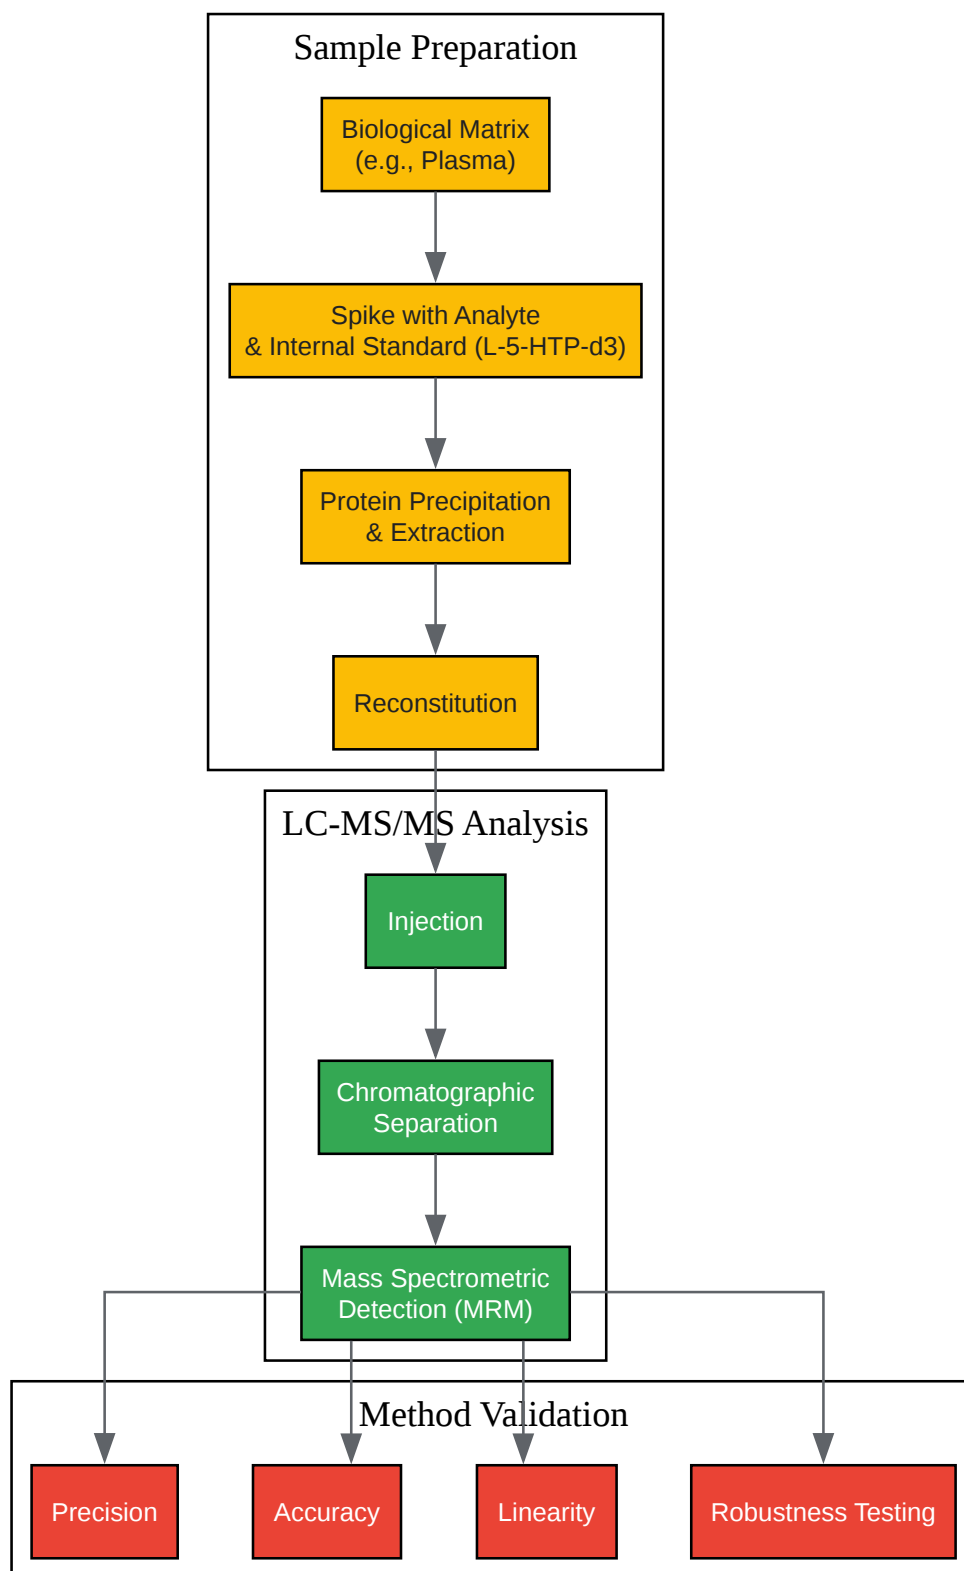 Sample Preparation
Biological Matrix
(e.g., Plasma)
Spike with Analyte
& Internal Standard (L-5-HTP-d3)
Protein Precipitation
& Extraction
Reconstitution
LC-MS/MS Analysis
Injection
Chromatographic
Separation
Mass Spectrometric
Detection (MRM)
Method Validation
Precision
Accuracy
Linearity
Robustness Testing